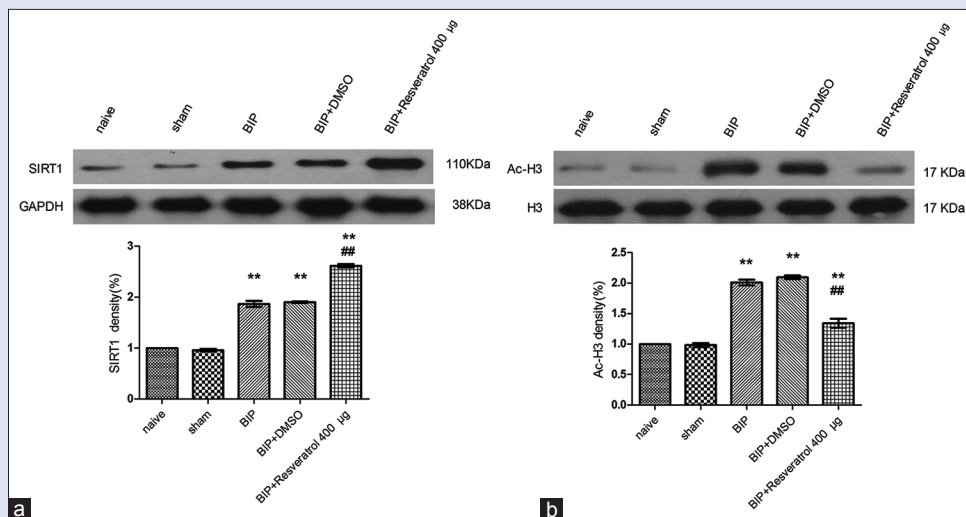 naive
sham
BIP
BIP+DMSO
BIP+Resveratrol 400 µg
SIRT1
110KDa
GAPDH
38KDa
SIRT1 density(%)
3
2
1
0
**
**
**
##
naive
sham
BIP
BIP+DMSO
BIP+Resveratrol 400 µg
a
naive
sham
BIP
BIP+DMSO
BIP+Resveratrol 400 µg
Ac-H3
17 KDa
H3
17 KDa
Ac-H3 density(%)
2.5
2.0
1.5
1.0
0.5
0.0
**
**
**
##
naive
sham
BIP
BIP+DMSO
BIP+Resveratrol 400 µg
b